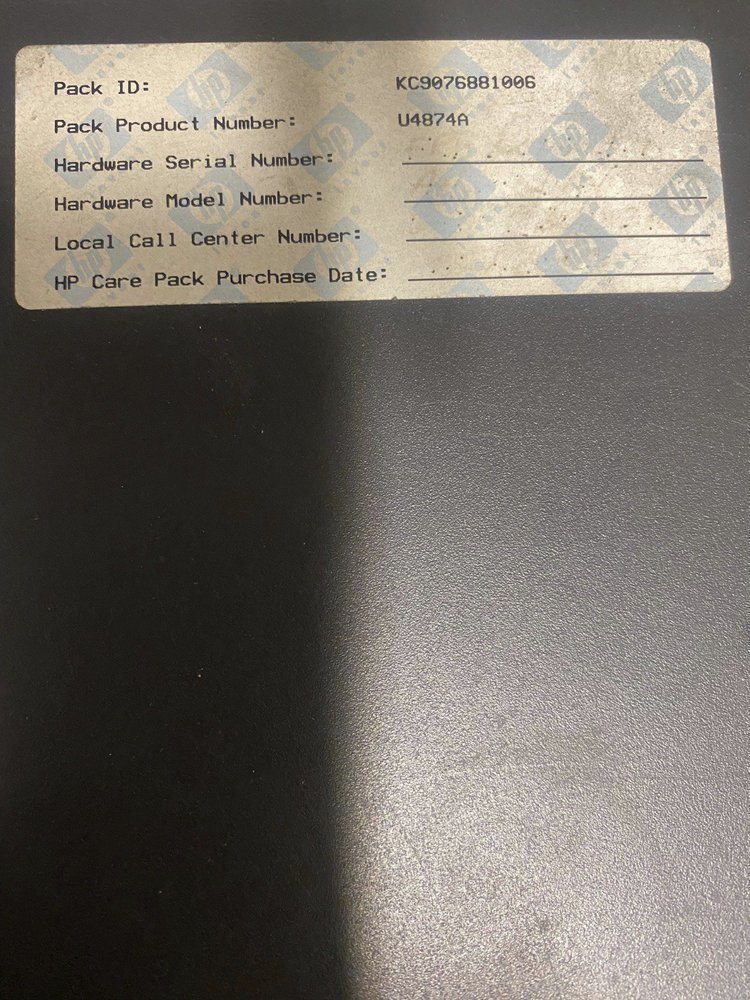 Pack ID: KC9076881006
Pack Product Number: U4874A
Hardware Serial Number:
Hardware Model Number:
Local Call Center Number:
HP Care Pack Purchase Date: